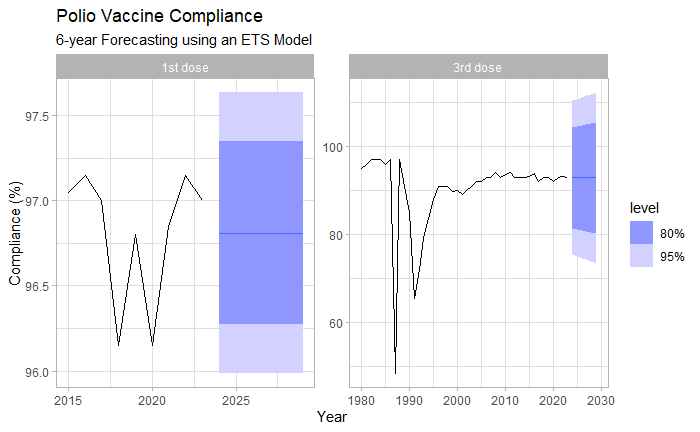 Polio Vaccine Compliance
6-year Forecasting using an ETS Model
1st dose
3rd dose
Compliance (%)
97.5
97.0
96.5
96.0
2015 2020 2025
100
80
60
1980 1990 2000 2010 2020 2030
Year
level
80%
95%